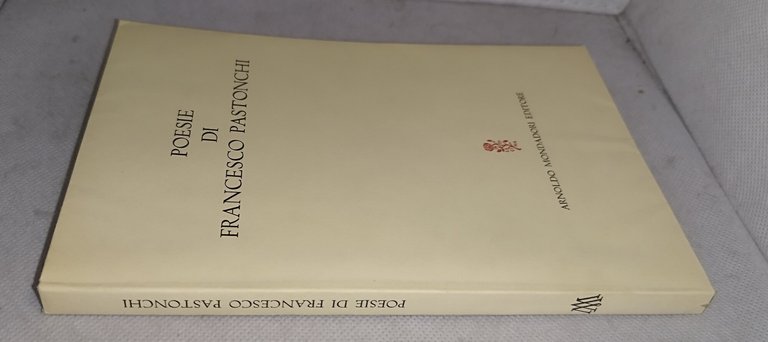 POESIE
DI
FRANCESCO PASTONCHI
ARNOLDO MONDADORI EDITORE
POESIE DI FRANCESCO PASTONCHI